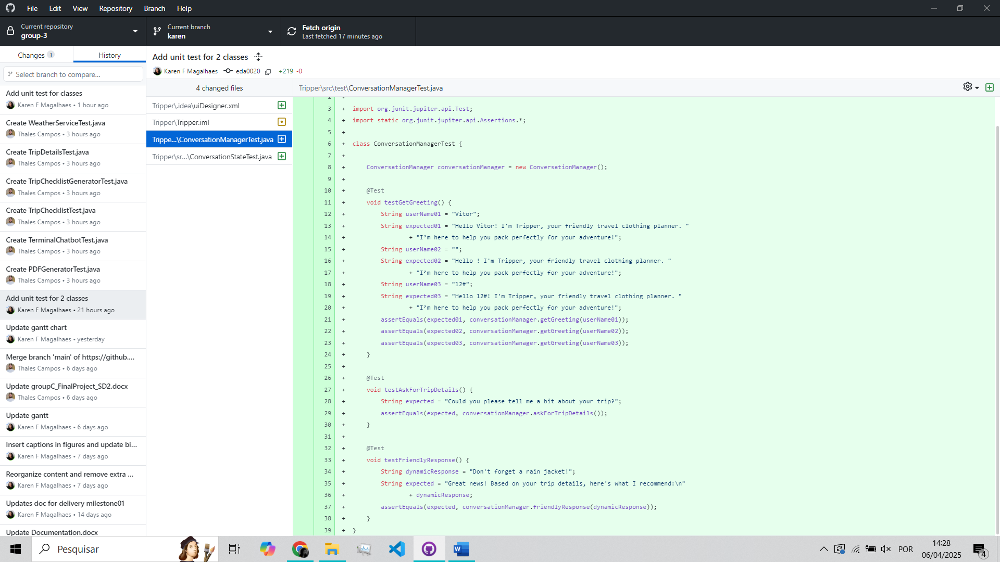 File Edit View Repository Branch Help
Current repository
group-3
Current branch
karen
Fetch origin
Last fetched 17 minutes ago
Changes 1
History
Select branch to compare...
Add unit test for classes
Karen F Magalhaes • 1 hour ago
Create WeatherServiceTest.java
Thales Campos • 3 hours ago
Create TripDetailsTest.java
Thales Campos • 3 hours ago
Create TripChecklistGeneratorTest.java
Thales Campos • 3 hours ago
Create TripChecklistTest.java
Thales Campos • 3 hours ago
Create TerminalChatbotTest.java
Thales Campos • 3 hours ago
Create PDFGeneratorTest.java
Thales Campos • 3 hours ago
Add unit test for 2 classes
Karen F Magalhaes • 21 hours ago
Update gantt chart
Karen F Magalhaes • yesterday
Merge branch 'main' of https://github....
Thales Campos • 6 days ago
Update groupC_FinalProject_SD2.docx
Thales Campos • 6 days ago
Update gantt
Karen F Magalhaes • 6 days ago
Insert captions in figures and update bi...
Karen F Magalhaes • 7 days ago
Reorganize content and remove extra ...
Karen F Magalhaes • 7 days ago
Updates doc for delivery milestone01
Karen F Magalhaes • 14 days ago
Update Documentation.docx
Add unit test for 2 classes
Karen F Magalhaes eda0020 +219 -0
4 changed files
Tripper\.idea\uiDesigner.xml
Tripper\Tripper.iml
Trippe...\ConversationManagerTest.java
Tripper\sr...\ConversationStateTest.java
Tripper\src\test\ConversationManagerTest.java
2 +
3 + import org.junit.jupiter.api.Test;
4 + import static org.junit.jupiter.api.Assertions.*;
5 +
6 + class ConversationManagerTest {
7 +
8 + ConversationManager conversationManager = new ConversationManager();
9 +
10 + @Test
11 + void testGetGreeting() {
12 + String userName01 = "Vitor";
13 + String expected01 = "Hello Vitor! I'm Tripper, your friendly travel clothing planner. "
14 + + "I’m here to help you pack perfectly for your adventure!";
15 + String userName02 = "";
16 + String expected02 = "Hello ! I'm Tripper, your friendly travel clothing planner. "
17 + + "I’m here to help you pack perfectly for your adventure!";
18 + String userName03 = "12#";
19 + String expected03 = "Hello 12#! I'm Tripper, your friendly travel clothing planner. "
20 + + "I’m here to help you pack perfectly for your adventure!";
21 + assertEquals(expected01, conversationManager.getGreeting(userName01));
22 + assertEquals(expected02, conversationManager.getGreeting(userName02));
23 + assertEquals(expected03, conversationManager.getGreeting(userName03));
24 + }
25 +
26 + @Test
27 + void testAskForTripDetails() {
28 + String expected = "Could you please tell me a bit about your trip?";
29 + assertEquals(expected, conversationManager.askForTripDetails());
30 + }
31 +
32 + @Test
33 + void testFriendlyResponse() {
34 + String dynamicResponse = "Don't forget a rain jacket!";
35 + String expected = "Great news! Based on your trip details, here's what I recommend:\n"
36 + + dynamicResponse;
37 + assertEquals(expected, conversationManager.friendlyResponse(dynamicResponse));
38 + }
39 + }
Pesquisar
POR
14:28
06/04/2025
4